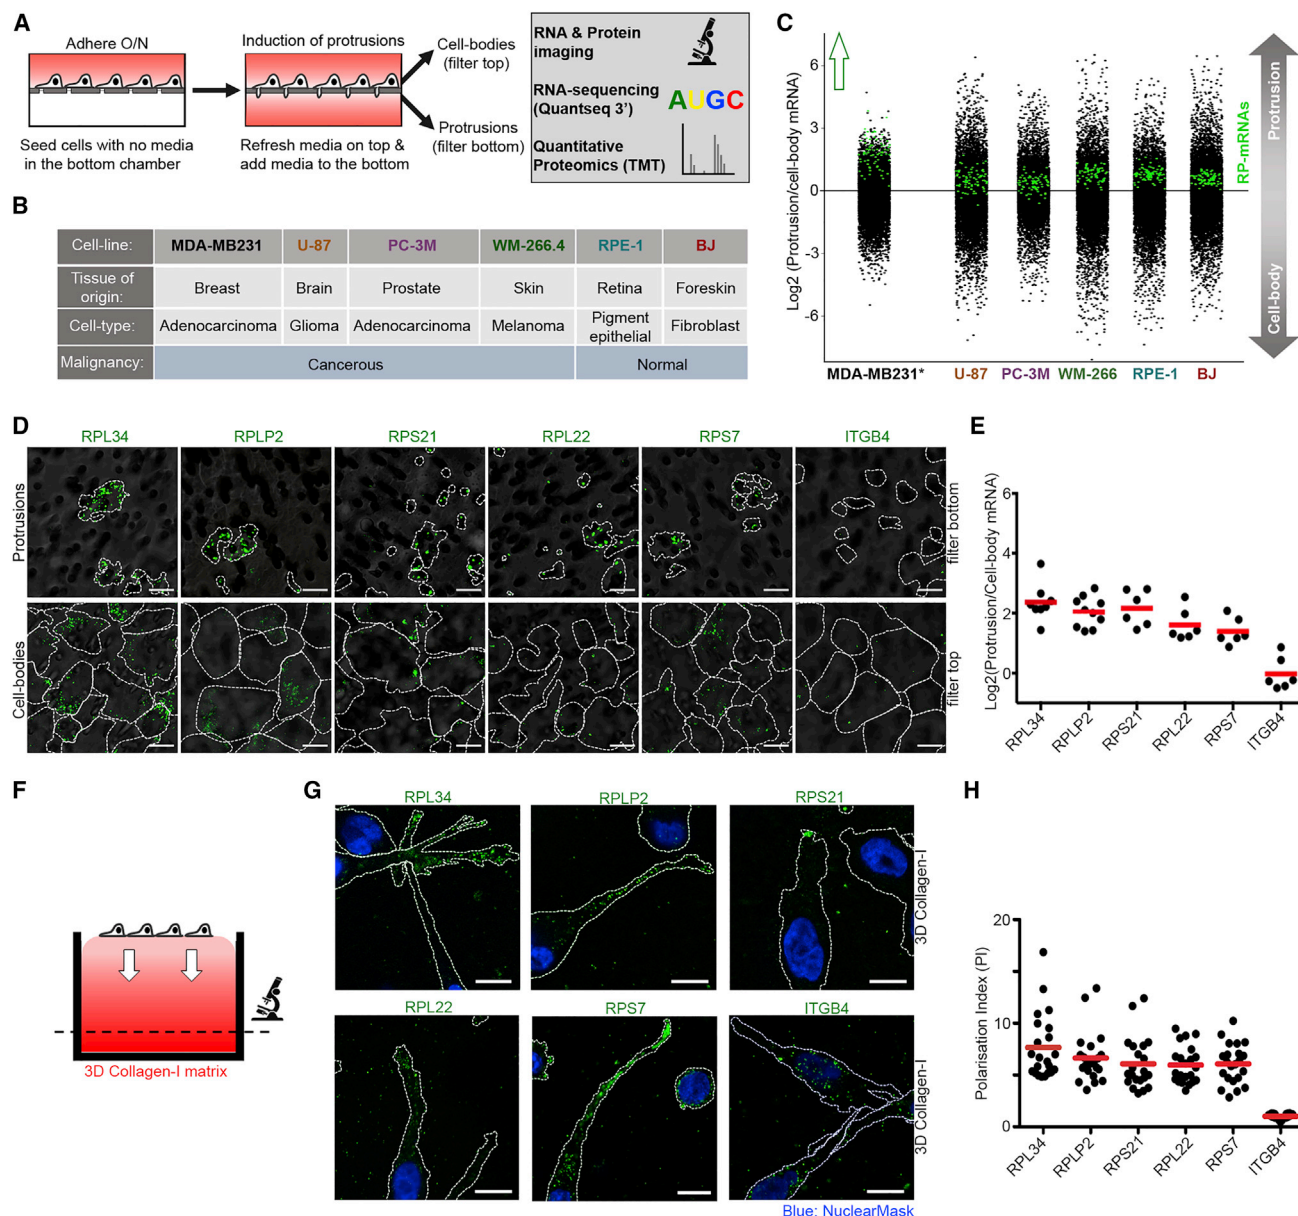 A
Adhere O/N
Seed cells with no media
in the bottom chamber
Induction of protrusions
Refresh media on top &
add media to the bottom
Cell-bodies
(filter top)
Protrusions
(filter bottom)
RNA & Protein
imaging
RNA-sequencing
(Quantseq 3')
AUGC
Quantitative
Proteomics (TMT)
B
Cell-line: MDA-MB231 U-87 PC-3M WM-266.4 RPE-1 BJ
Tissue of
origin: Breast Brain Prostate Skin Retina Foreskin
Cell-type: Adenocarcinoma Glioma Adenocarcinoma Melanoma Pigment
epithelial Fibroblast
Malignancy: Cancerous Normal
C
Log2 (Protrusion/cell-body mRNA)
6
3
0
-3
-6
MDA-MB231* U-87 PC-3M WM-266 RPE-1 BJ
RP-mRNAs
Protrusion
Cell-body
D
RPL34 RPLP2 RPS21 RPL22 RPS7 ITGB4
Protrusions
filter bottom
Cell-bodies
filter top
E
Log2(Protrusion/Cell-body mRNA)
6
4
2
0
RPL34 RPLP2 RPS21 RPL22 RPS7 ITGB4
F
3D Collagen-I matrix
G
RPL34 RPLP2 RPS21
3D Collagen-I
RPL22 RPS7 ITGB4
3D Collagen-I
Blue: NuclearMask
H
Polarisation Index (PI)
20
15
10
5
0
RPL34 RPLP2 RPS21 RPL22 RPS7 ITGB4